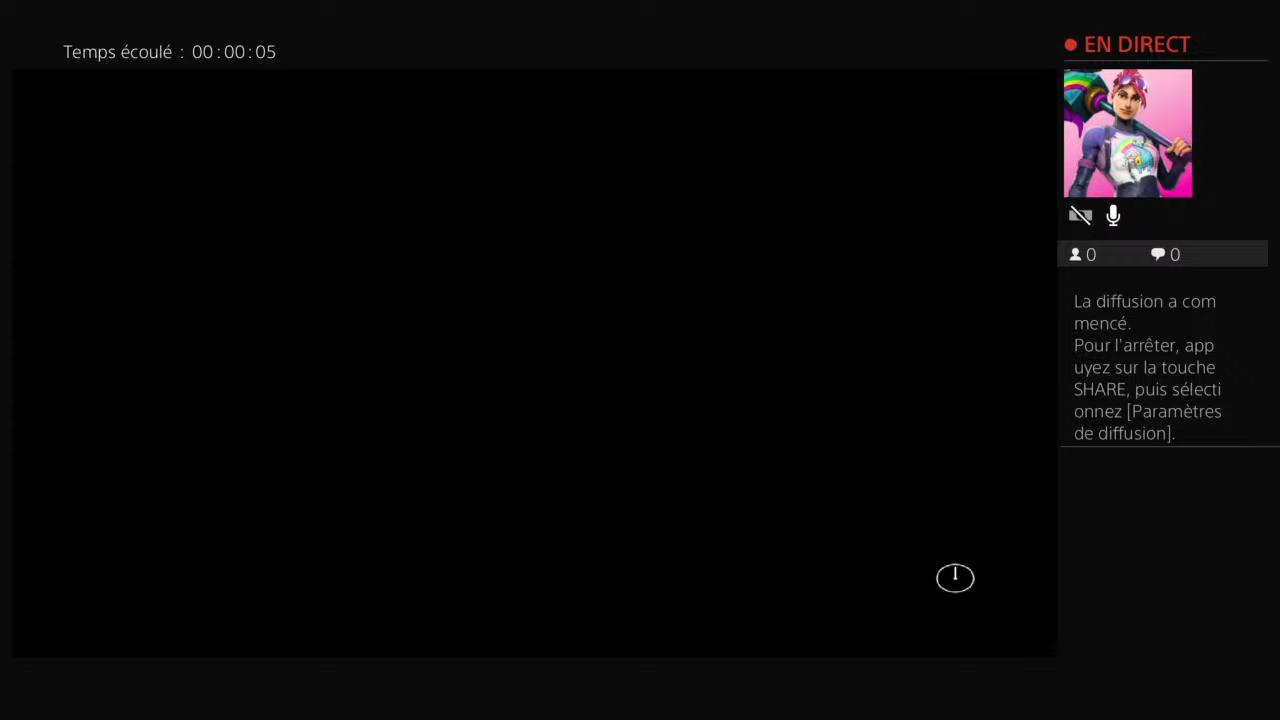 Temps écoulé : 00:00:05
EN DIRECT
0 0
La diffusion a com
mencé.
Pour l'arrêter, app
uyez sur la touche
SHARE, puis sélecti
onnez [Paramètres
de diffusion].